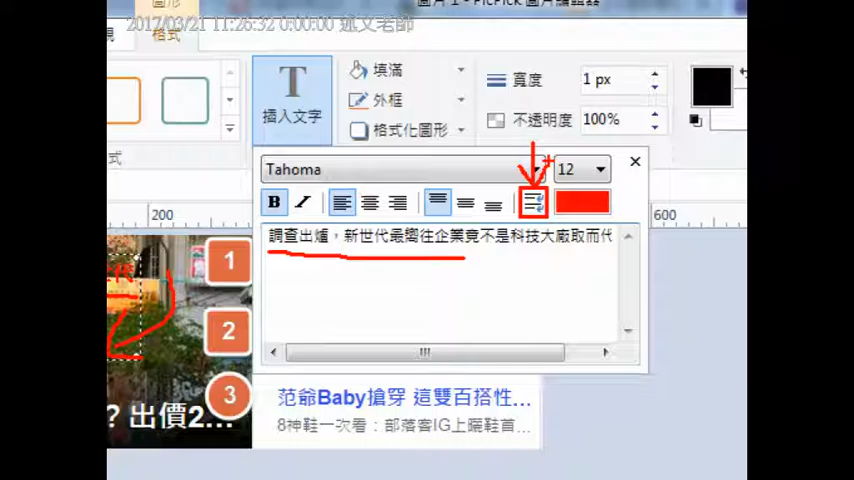 圖片 1 - PicPick 圖片編輯器
2017/03/21 11:26:32 0:00:00 述文老師
格式
T
插入文字
填滿
外框
格式化圖形
寬度
1 px
不透明度
100%
式
Tahoma
12
B I
200
600
調查出爐，新世代最嚮往企業竟不是科技大廠取而代
1
2
3
? 出價2...
范爺Baby搶穿 這雙百搭性...
8神鞋一次看：部落客IG上曬鞋首...